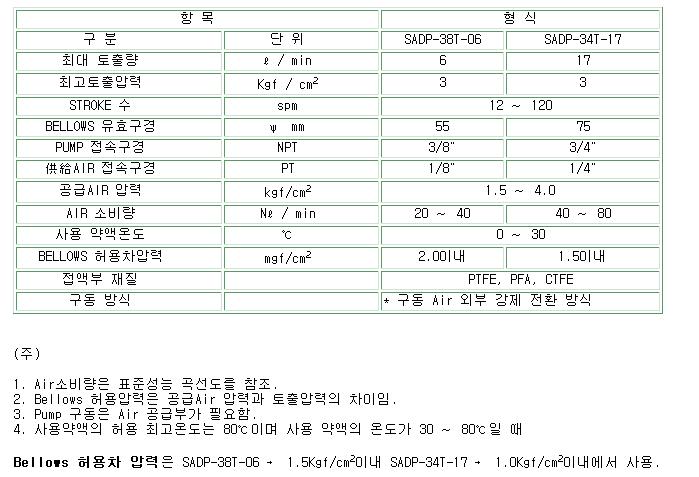 항 목 형 식
구 분 단 위 SADP-38T-06 SADP-34T-17
최대 토출량 ℓ / min 6 17
최고토출압력 Kgf / cm² 3 3
STROKE 수 spm 12 ~ 120
BELLOWS 유효구경 ψ mm 55 75
PUMP 접속구경 NPT 3/8" 3/4"
供給AIR 접속구경 PT 1/8" 1/4"
공급AIR 압력 kgf/cm² 1.5 ~ 4.0
AIR 소비량 Nℓ / min 20 ~ 40 40 ~ 80
사용 약액온도 ℃ 0 ~ 30
BELLOWS 허용차압력 mgf/cm² 2.0이내 1.5이내
접액부 재질 PTFE, PFA, CTFE
구동 방식 * 구동 Air 외부 강제 전환 방식
(주)
1. Air소비량은 표준성능 곡선도를 참조.
2. Bellows 허용압력은 공급Air 압력과 토출압력의 차이임.
3. Pump 구동은 Air 공급부가 필요함.
4. 사용약액의 허용 최고온도는 80℃이며 사용 약액의 온도가 30 ~ 80℃일 때
Bellows 허용차 압력은 SADP-38T-06 → 1.5Kgf/cm²이내 SADP-34T-17 → 1.0Kgf/cm²이내에서 사용.